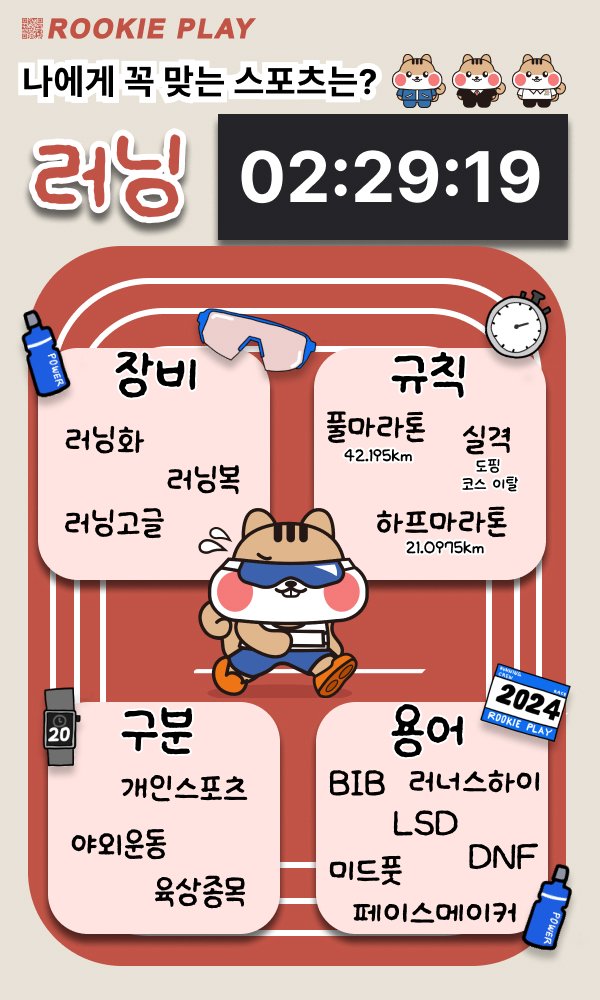 ROOKIE PLAY
나에게 꼭 맞는 스포츠는?
러닝
02:29:19
POWER
장비
러닝화
러닝복
러닝고글
규칙
풀마라톤
42.195km
실격
도핑
코스 이탈
하프마라톤
21.0975km
20
구분
개인스포츠
야외운동
육상종목
RUNNING
CREW
RACE
2024
ROOKIE PLAY
용어
BIB
러너스하이
LSD
DNF
미드풋
페이스메이커
POWER